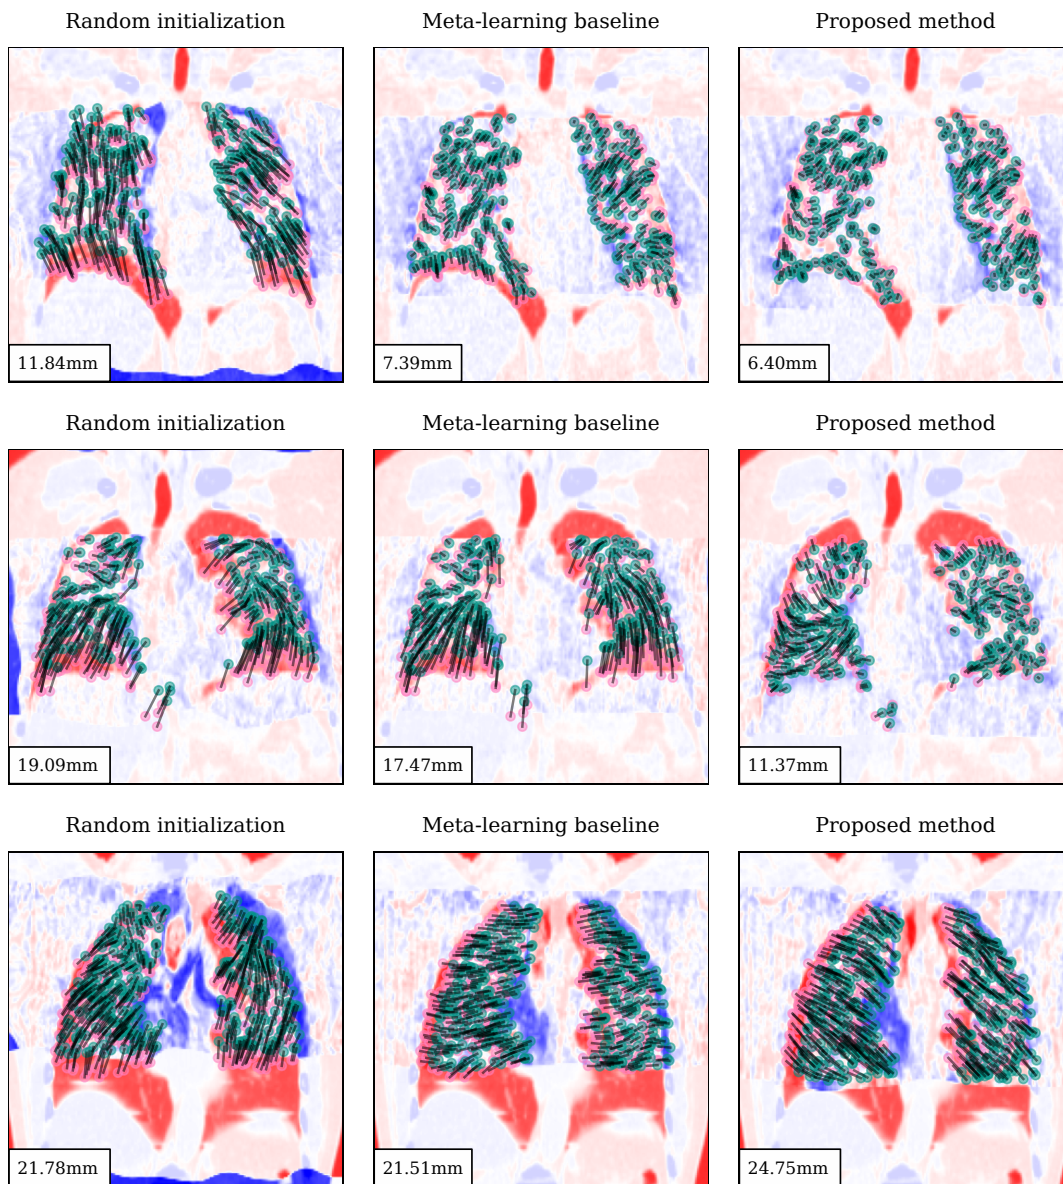 Random initialization
Meta-learning baseline
Proposed method
11.84mm
7.39mm
6.40mm
Random initialization
Meta-learning baseline
Proposed method
19.09mm
17.47mm
11.37mm
Random initialization
Meta-learning baseline
Proposed method
21.78mm
21.51mm
24.75mm